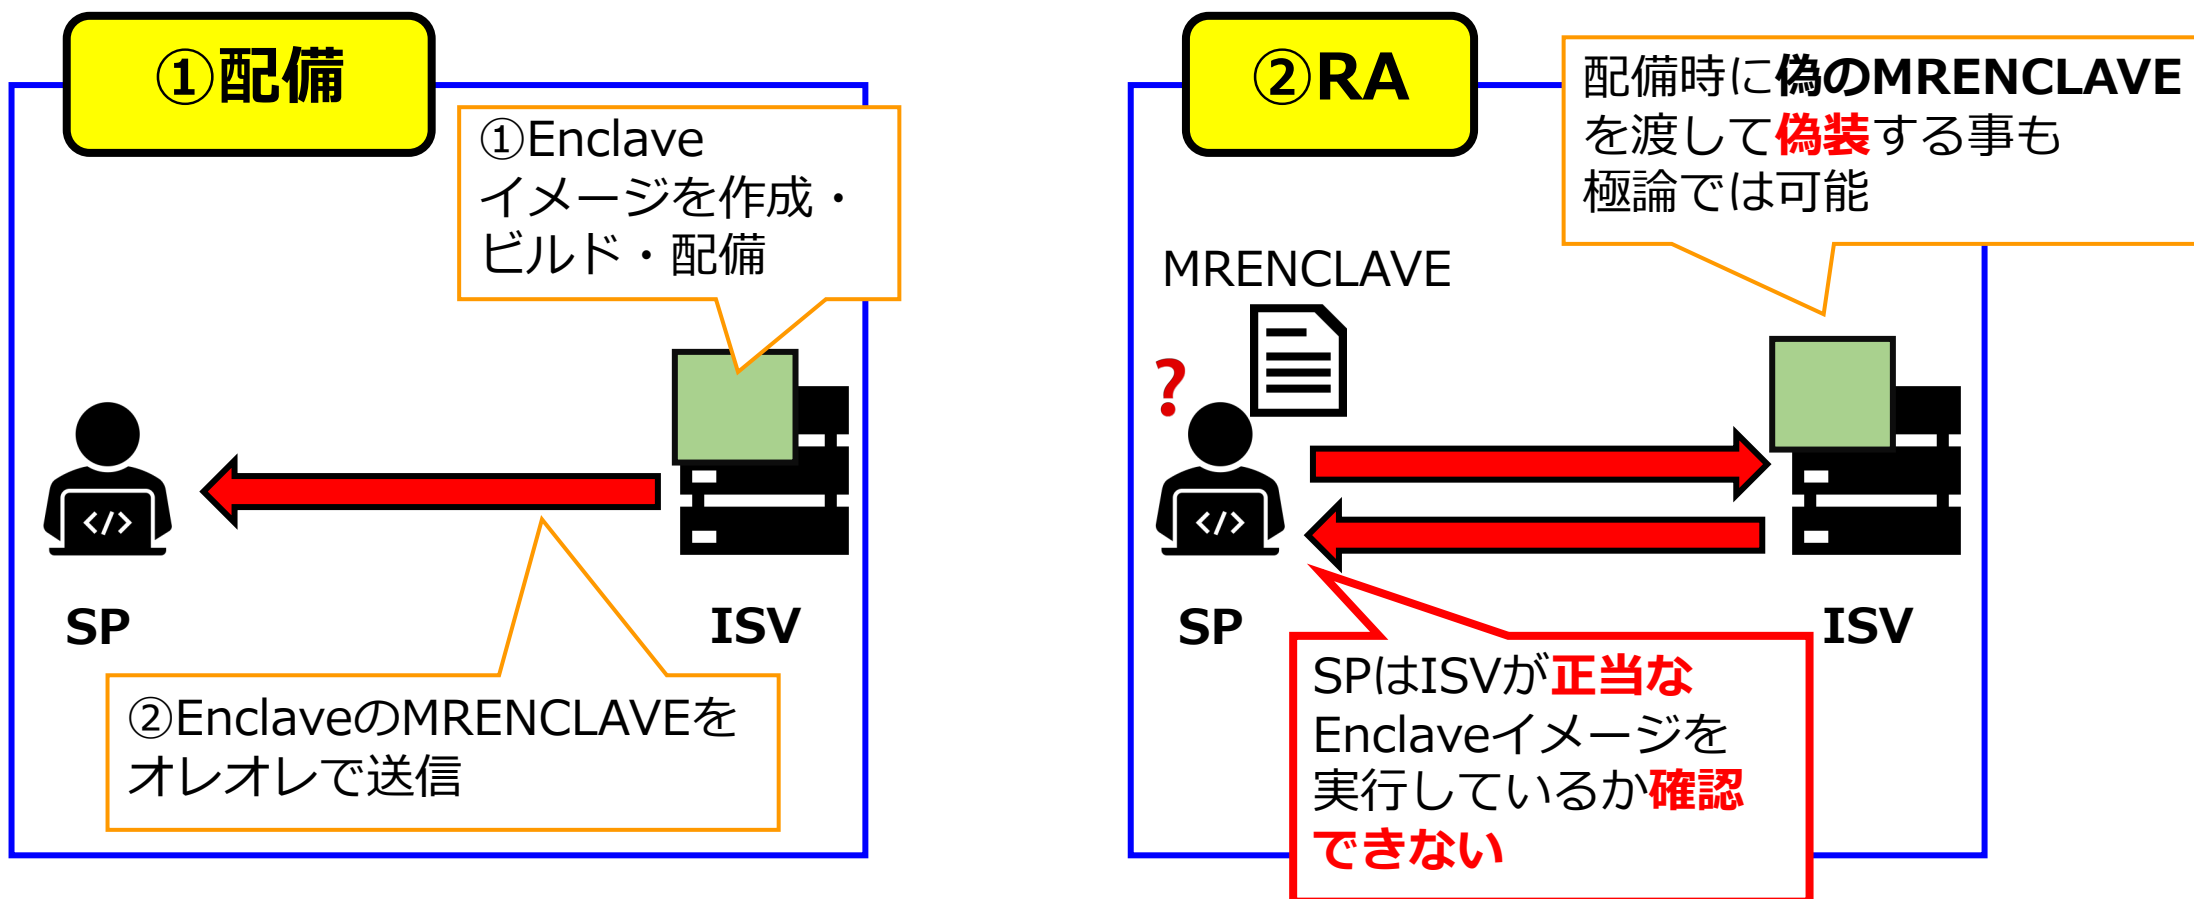 ①配備
①Enclave
イメージを作成・
ビルド・配備
SP
ISV
②EnclaveのMRENCLAVEを
オレオレで送信
②RA
配備時に偽のMRENCLAVE
を渡して偽装する事も
極論では可能
MRENCLAVE
?
SP
ISV
SPはISVが正当な
Enclaveイメージを
実行しているか確認
できない